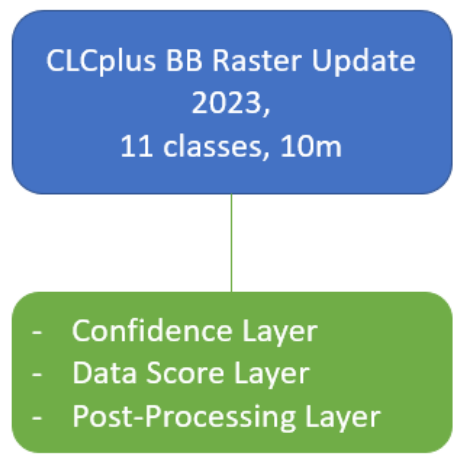 CLCplus BB Raster Update
2023,
11 classes, 10m
- Confidence Layer
- Data Score Layer
- Post-Processing Layer